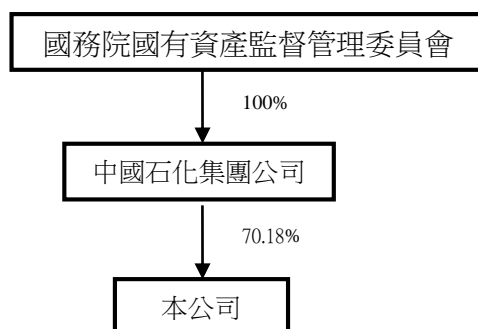 國務院國有資產監督管理委員會
100%
中國石化集團公司
70.18%
本公司